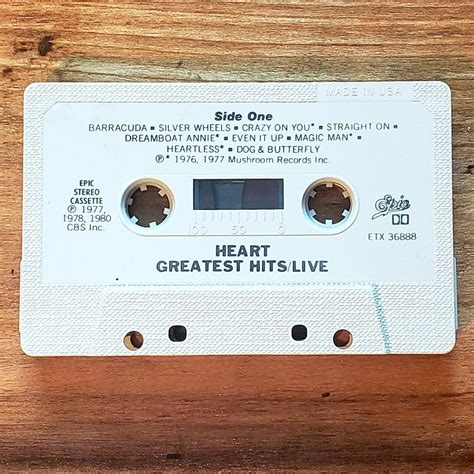 MADE IN USA
Side One
BARRACUDA ▪ SILVER WHEELS ▪ CRAZY ON YOU* ▪ STRAIGHT ON ▪
DREAMBOAT ANNIE* ▪ EVEN IT UP ▪ MAGIC MAN* ▪
HEARTLESS* ▪ DOG & BUTTERFLY
℗* 1976, 1977 Mushroom Records Inc.
EPIC
STEREO
CASSETTE
℗ 1977,
1978, 1980
CBS Inc.
Epic
ETX 36888
100 50 0
HEART
GREATEST HITS/LIVE